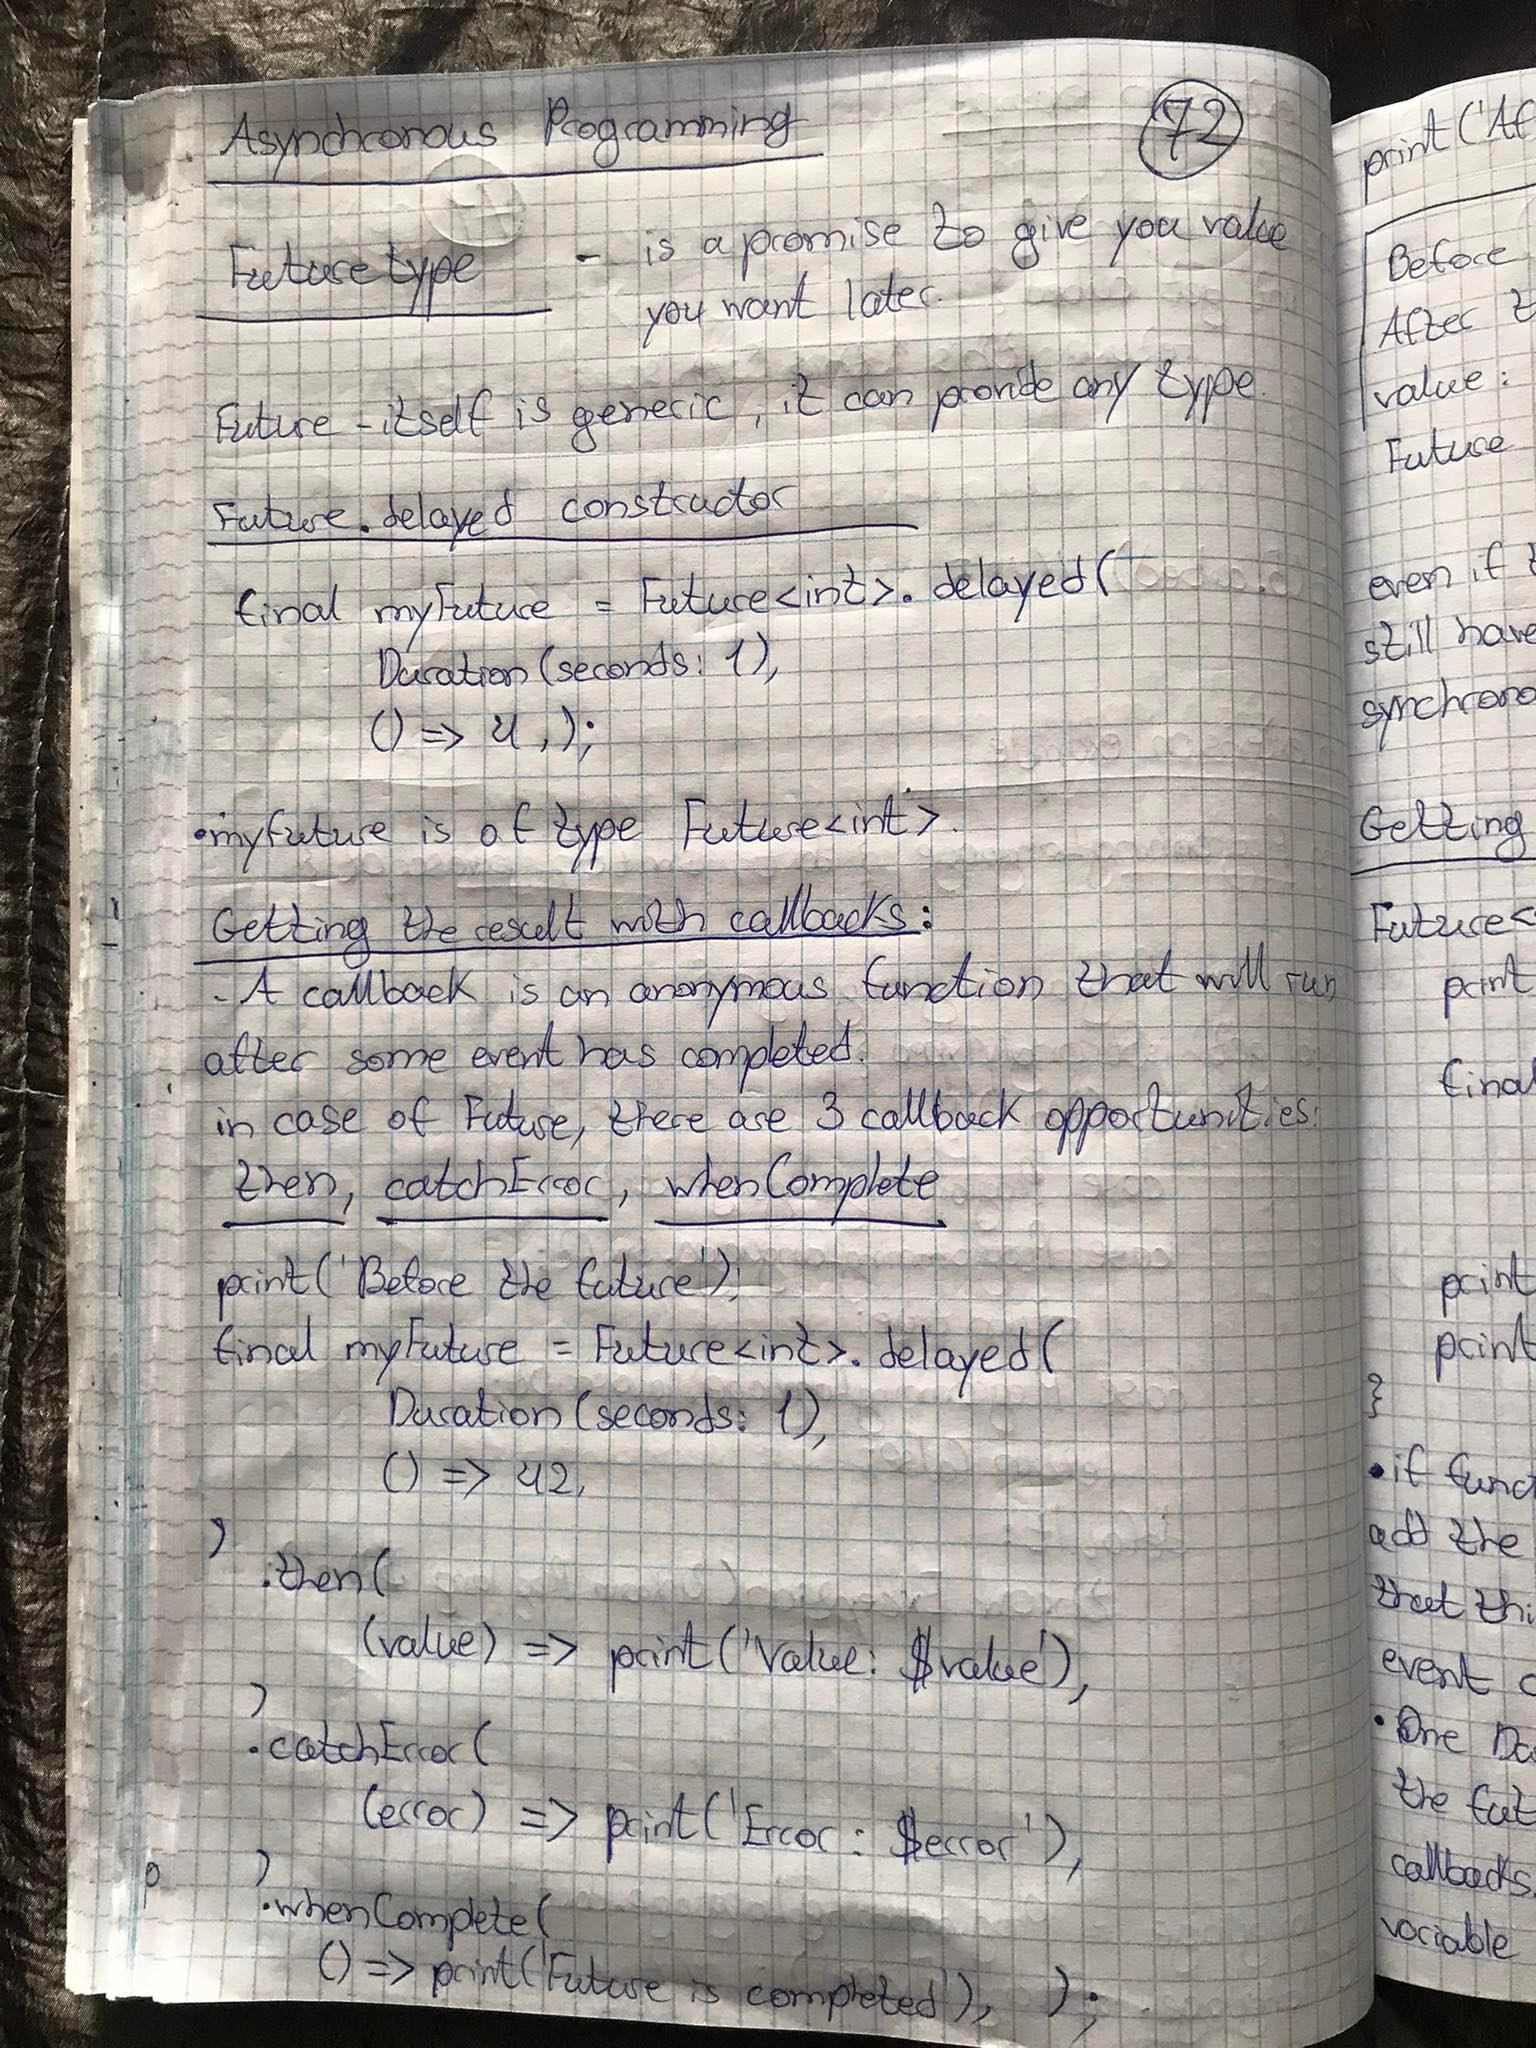 Asynchronous Programming
72
Future type - is a promise to give you value
you want later.
Future - itself is generic, it can provide any type.
Future.delayed constructor
final myFuture = Future<int>.delayed(
Duration(seconds: 1),
() => 4,);
•myFuture is of type Future<int>.
Getting the result with callbacks:
- A callback is an anonymous function that will run
after some event has completed.
in case of Future, there are 3 callback opportunities:
then, catchError, whenComplete
print('Before the future');
final myFuture = Future<int>.delayed(
Duration(seconds: 1),
() => 42,
)
.then(
(value) => print('Value: $value'),
)
.catchError(
(error) => print('Error: $error'),
)
.whenComplete(
() => print('Future is completed'), );
print('Af
Before
After t
value:
Future
even if t
still have
synchrono
Getting
Future<
print
final
print
print
}
• if funct
add the
that thi
event c
• One Da
the fut
callbacks.
variable